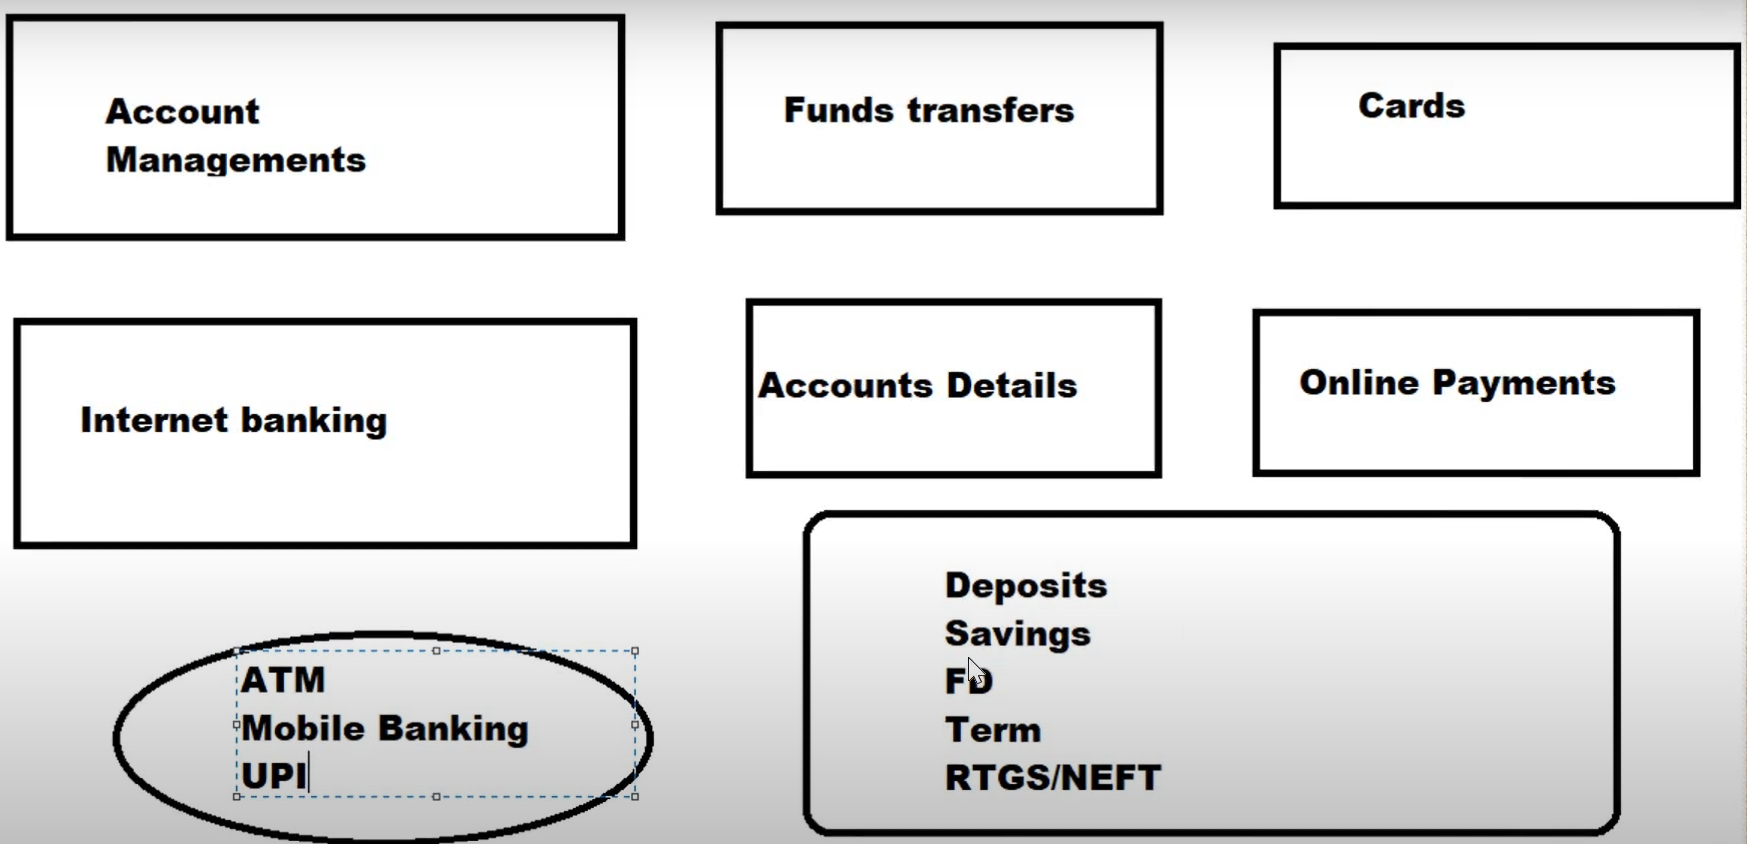 Account
Managements
Funds transfers
Cards
Internet banking
Accounts Details
Online Payments
ATM
Mobile Banking
UPI
Deposits
Savings
FD
Term
RTGS/NEFT